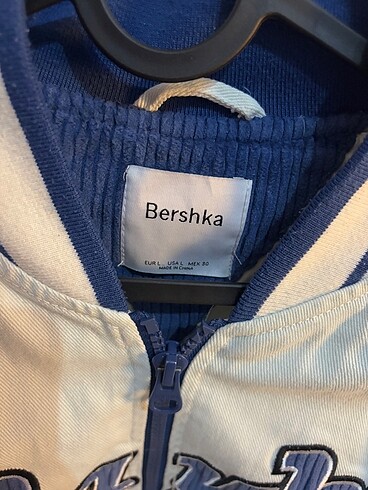 Bershka
EUR L USA L MEX 30
MADE IN CHINA